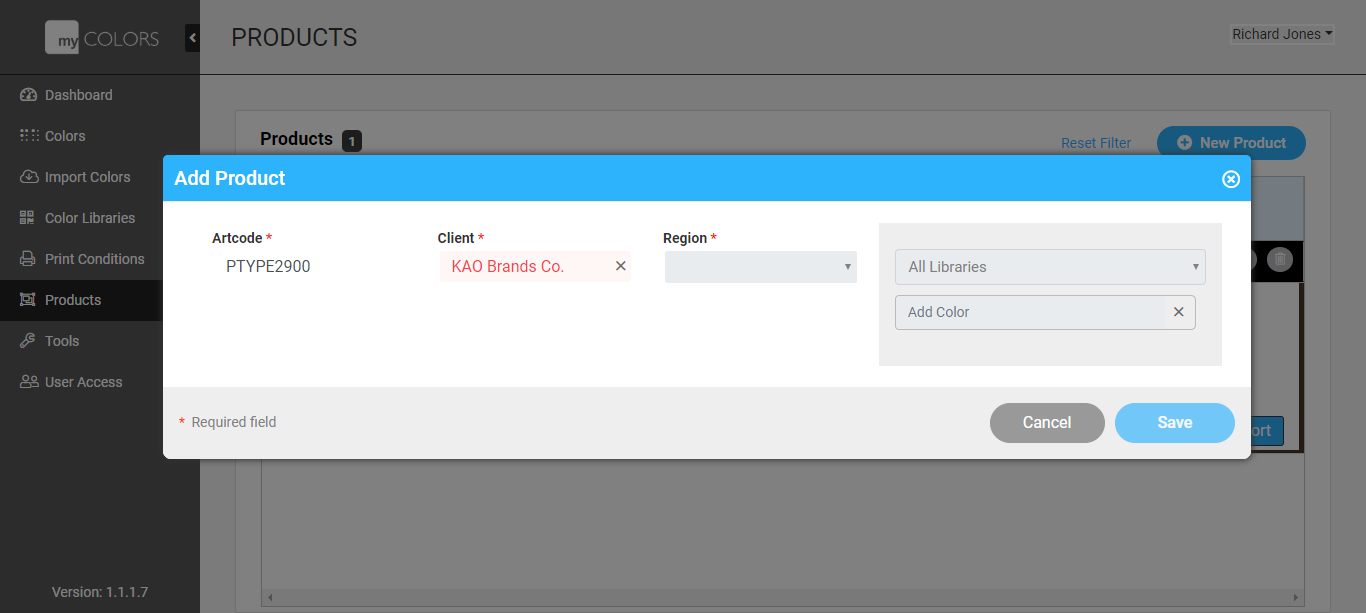 my COLORS
PRODUCTS
Richard Jones
Dashboard
Colors
Import Colors
Color Libraries
Print Conditions
Products
Tools
User Access
Version: 1.1.1.7
Products 1
Reset Filter
New Product
Add Product
Artcode *
PTYPE2900
Client *
KAO Brands Co.
Region *
All Libraries
Add Color
* Required field
Cancel
Save
ort